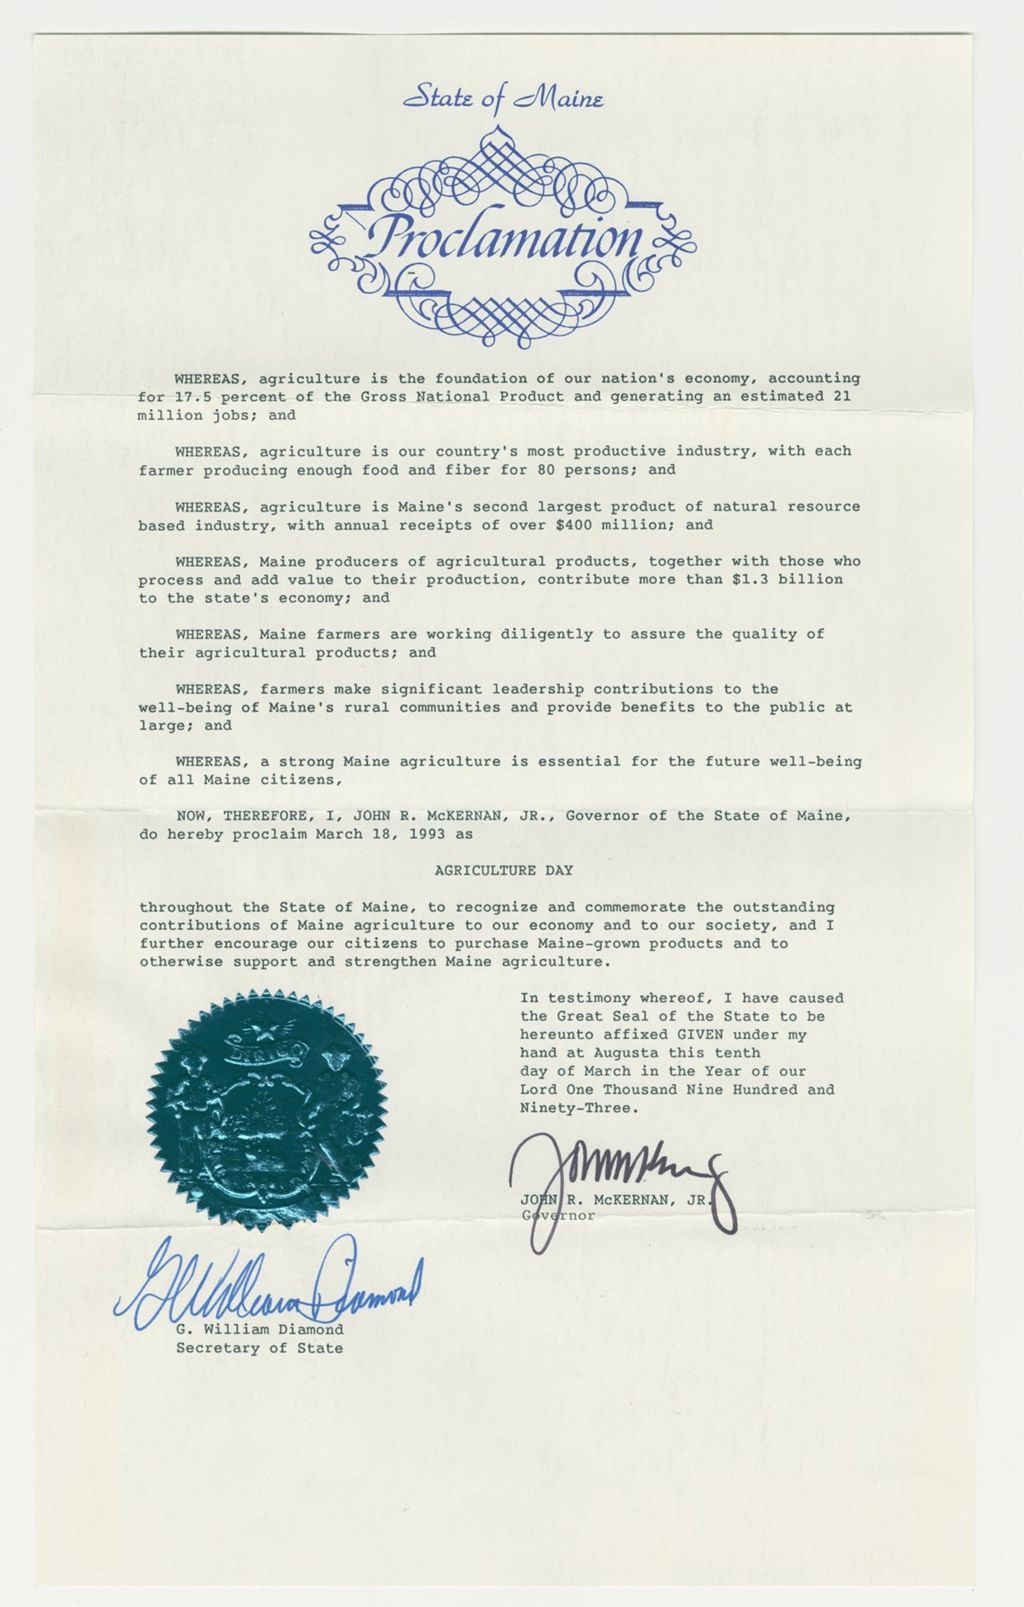 State of Maine
Proclamation
WHEREAS, agriculture is the foundation of our nation's economy, accounting
for 17.5 percent of the Gross National Product and generating an estimated 21
million jobs; and
WHEREAS, agriculture is our country's most productive industry, with each
farmer producing enough food and fiber for 80 persons; and
WHEREAS, agriculture is Maine's second largest product of natural resource
based industry, with annual receipts of over $400 million; and
WHEREAS, Maine producers of agricultural products, together with those who
process and add value to their production, contribute more than $1.3 billion
to the state's economy; and
WHEREAS, Maine farmers are working diligently to assure the quality of
their agricultural products; and
WHEREAS, farmers make significant leadership contributions to the
well-being of Maine's rural communities and provide benefits to the public at
large; and
WHEREAS, a strong Maine agriculture is essential for the future well-being
of all Maine citizens,
NOW, THEREFORE, I, JOHN R. McKERNAN, JR., Governor of the State of Maine,
do hereby proclaim March 18, 1993 as
AGRICULTURE DAY
throughout the State of Maine, to recognize and commemorate the outstanding
contributions of Maine agriculture to our economy and to our society, and I
further encourage our citizens to purchase Maine-grown products and to
otherwise support and strengthen Maine agriculture.
In testimony whereof, I have caused
the Great Seal of the State to be
hereunto affixed GIVEN under my
hand at Augusta this tenth
day of March in the Year of our
Lord One Thousand Nine Hundred and
Ninety-Three.
DIRIGO
JOHN R. McKERNAN, JR.
Governor
G William Diamond
G. William Diamond
Secretary of State